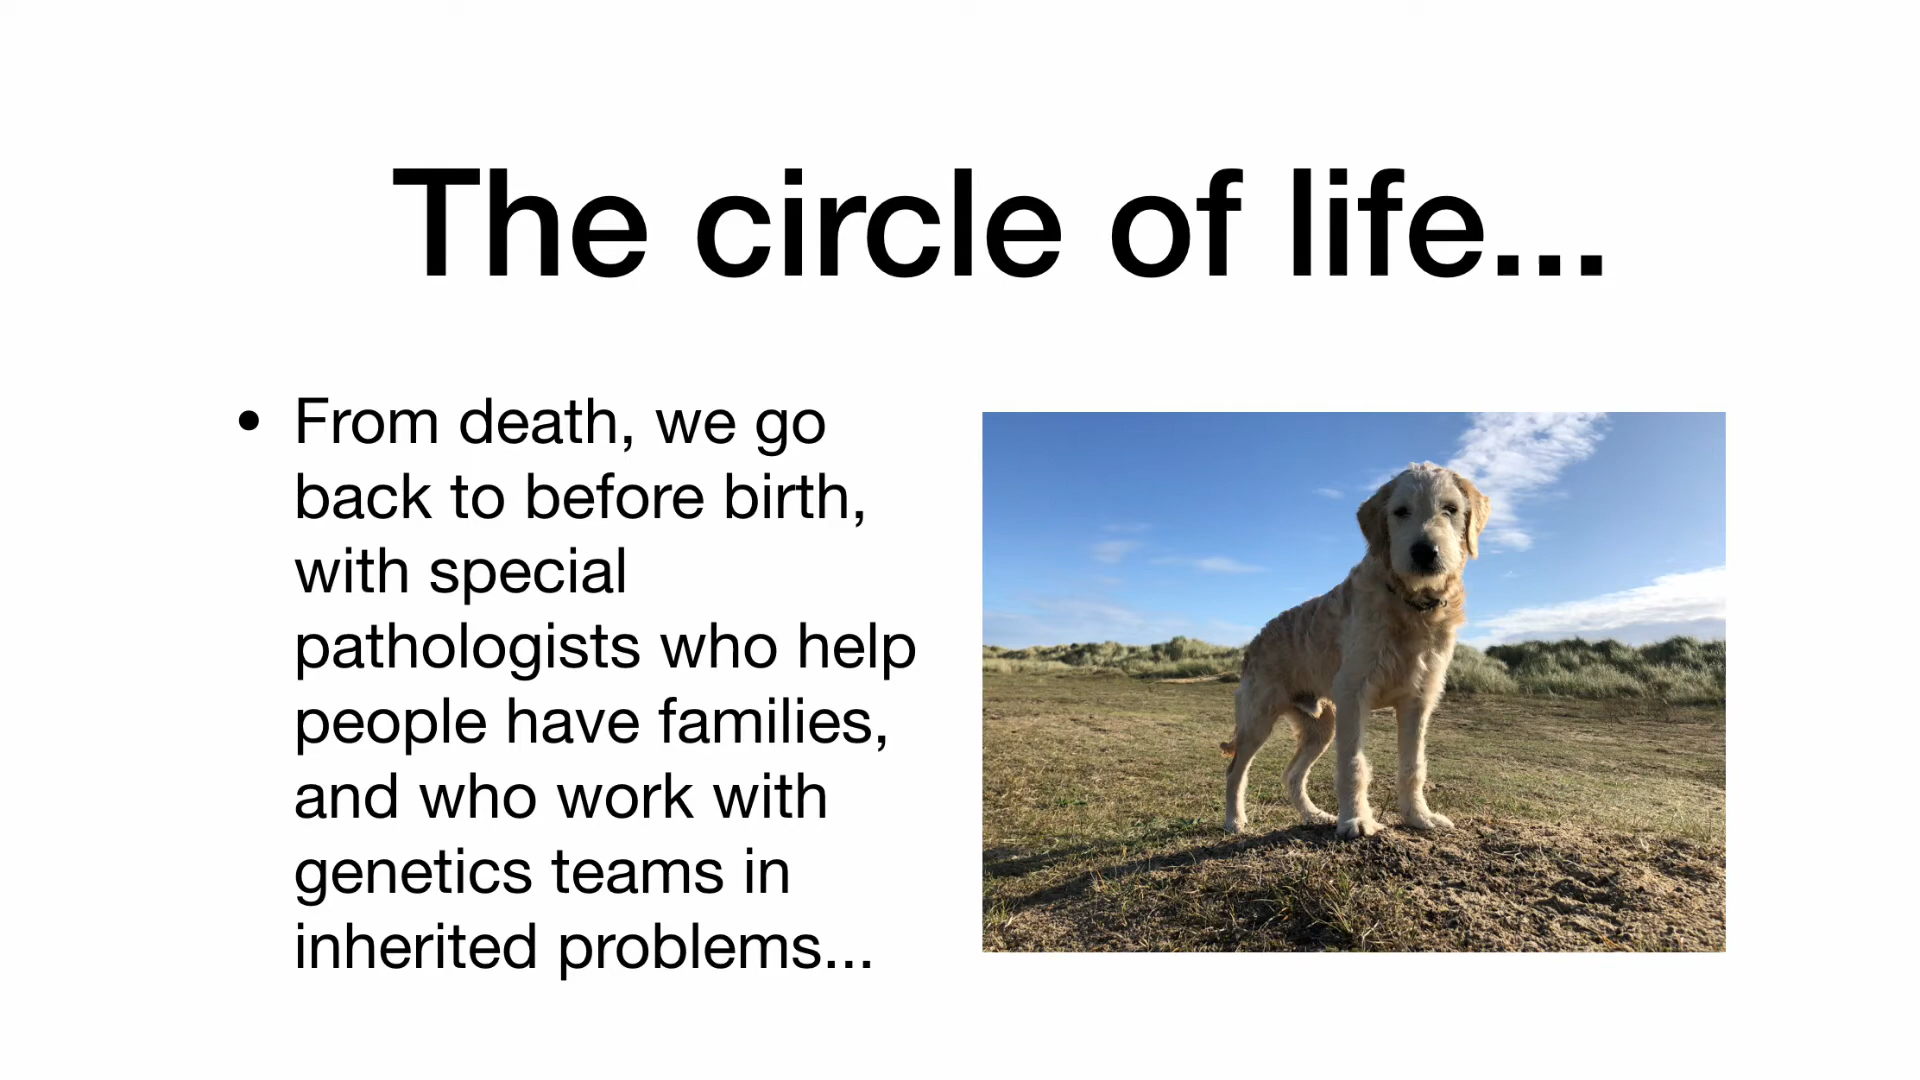 The circle of life...
• From death, we go
back to before birth,
with special
pathologists who help
people have families,
and who work with
genetics teams in
inherited problems...